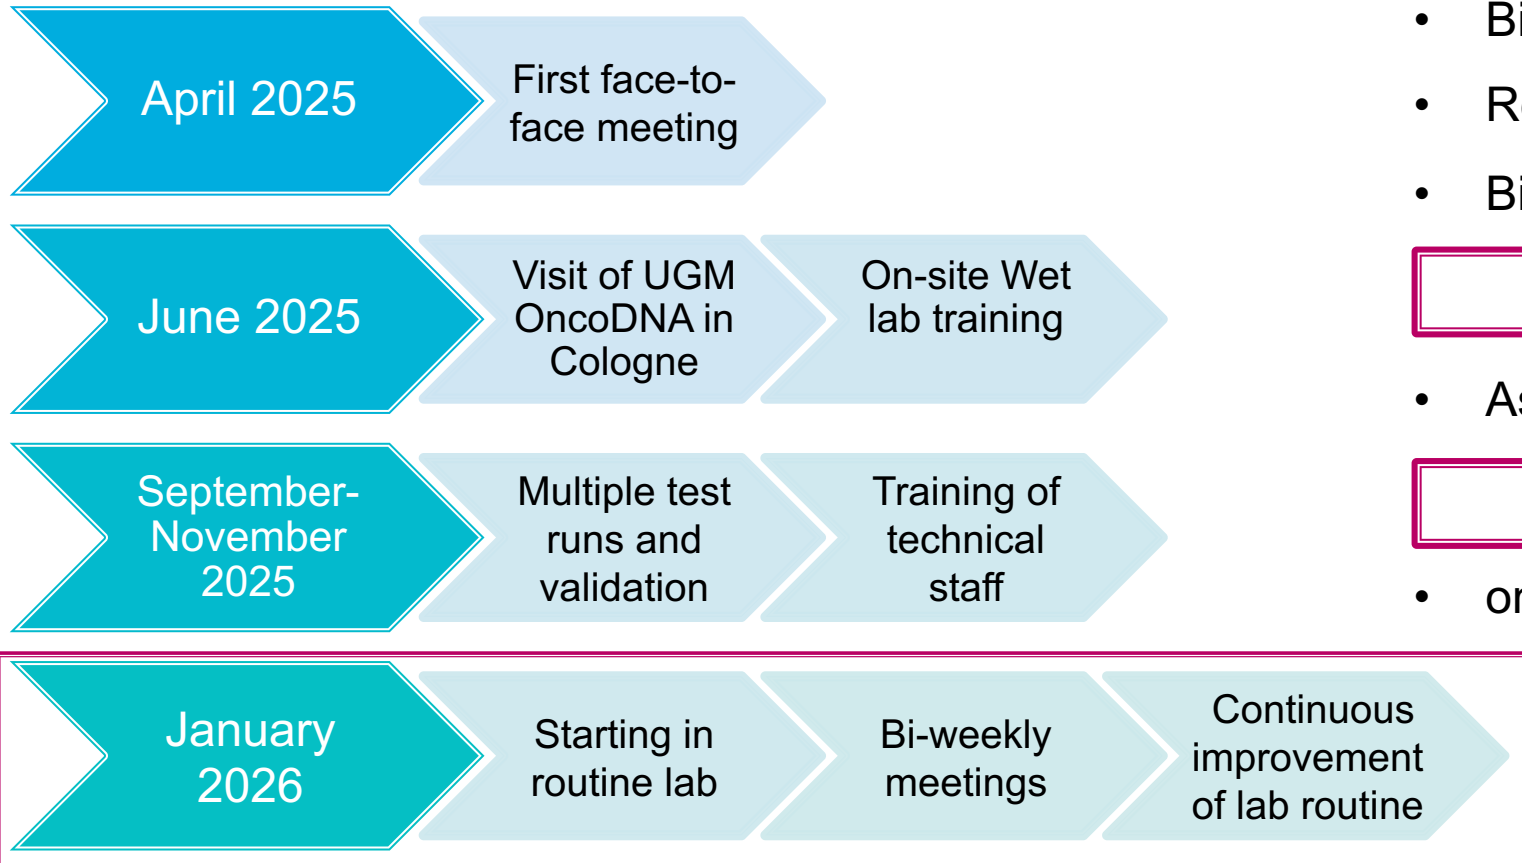 April 2025
First face-to-
face meeting
June 2025
Visit of UGM
OncoDNA in
Cologne
On-site Wet
lab training
September-
November
2025
Multiple test
runs and
validation
Training of
technical
staff
January
2026
Starting in
routine lab
Bi-weekly
meetings
Continuous
improvement
of lab routine